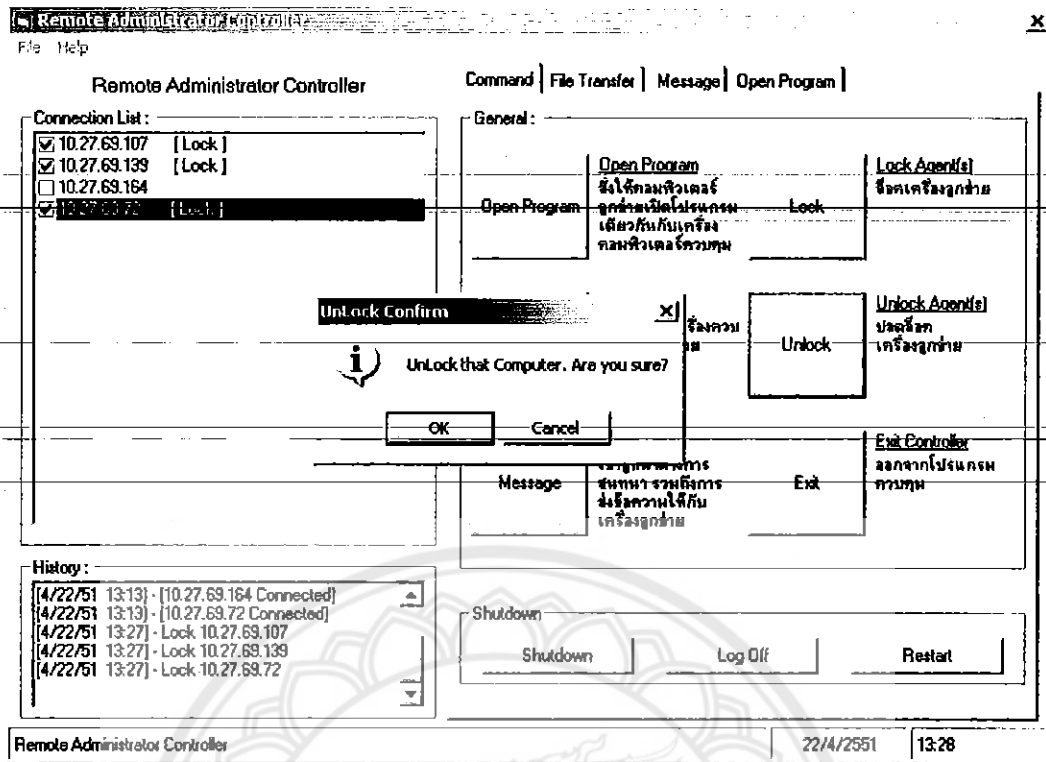 Remote Administrator Controller
File Help
Remote Administrator Controller
Command File Transfer Message Open Program
Connection List :
10.27.69.107 [ Lock ]
10.27.69.139 [ Lock ]
10.27.69.164
10.27.69.72 [ Lock ]
General :
Open Program
Open Program
สั่งให้คอมพิวเตอร์
ลูกข่ายเปิดโปรแกรม
เดียวกันกับเครื่อง
คอมพิวเตอร์ควบคุม
Lock
Lock Agent(s)
ล็อคเครื่องลูกข่าย
UnLock Confirm
UnLock that Computer. Are you sure?
OK Cancel
Unlock
Unlock Agent(s)
ปลดล็อก
เครื่องลูกข่าย
Message
สนทนา รวมถึงการ
ส่งข้อความให้กับ
เครื่องลูกข่าย
Exit
Exit Controller
ออกจากโปรแกรม
ควบคุม
History :
[4/22/51 13:13] - [10.27.69.164 Connected]
[4/22/51 13:13] - [10.27.69.72 Connected]
[4/22/51 13:27] - Lock 10.27.69.107
[4/22/51 13:27] - Lock 10.27.69.139
[4/22/51 13:27] - Lock 10.27.69.72
Shutdown
Shutdown Log Off Restart
Remote Administrator Controller 22/4/2551 13:28